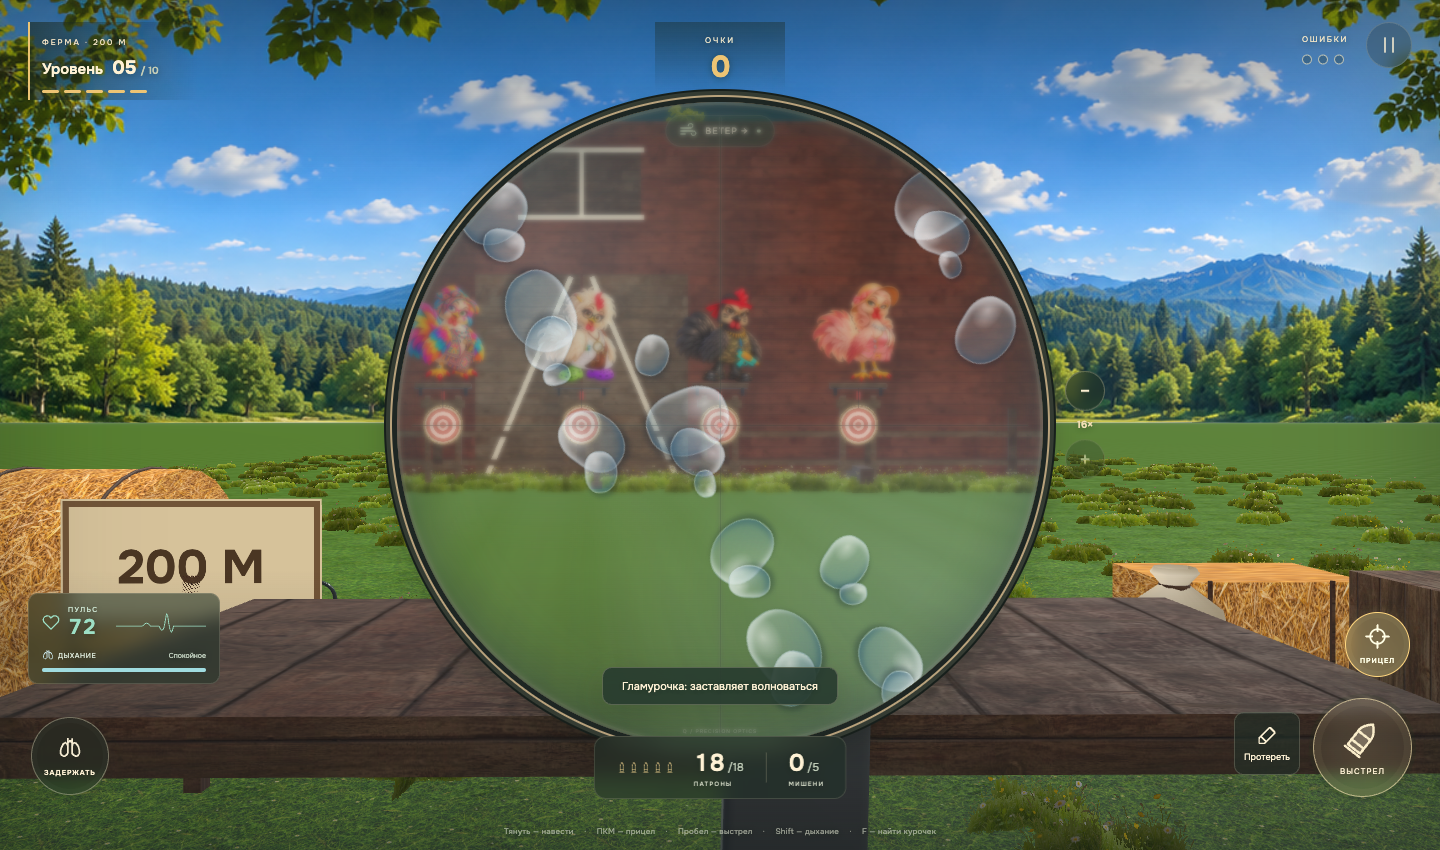 ФЕРМА · 200 М
Уровень 05 / 10
ОЧКИ
0
ОШИБКИ
ВЕТЕР →
−
16×
+
200 М
ПУЛЬС
72
ДЫХАНИЕ Спокойное
ЗАДЕРЖАТЬ
Гламурочка: заставляет волноваться
18 /18
ПАТРОНЫ
0 /5
МИШЕНИ
ПРИЦЕЛ
Протереть
ВЫСТРЕЛ
Тянуть — навести · ПКМ — прицел · Пробел — выстрел · Shift — дыхание · F — найти курочек